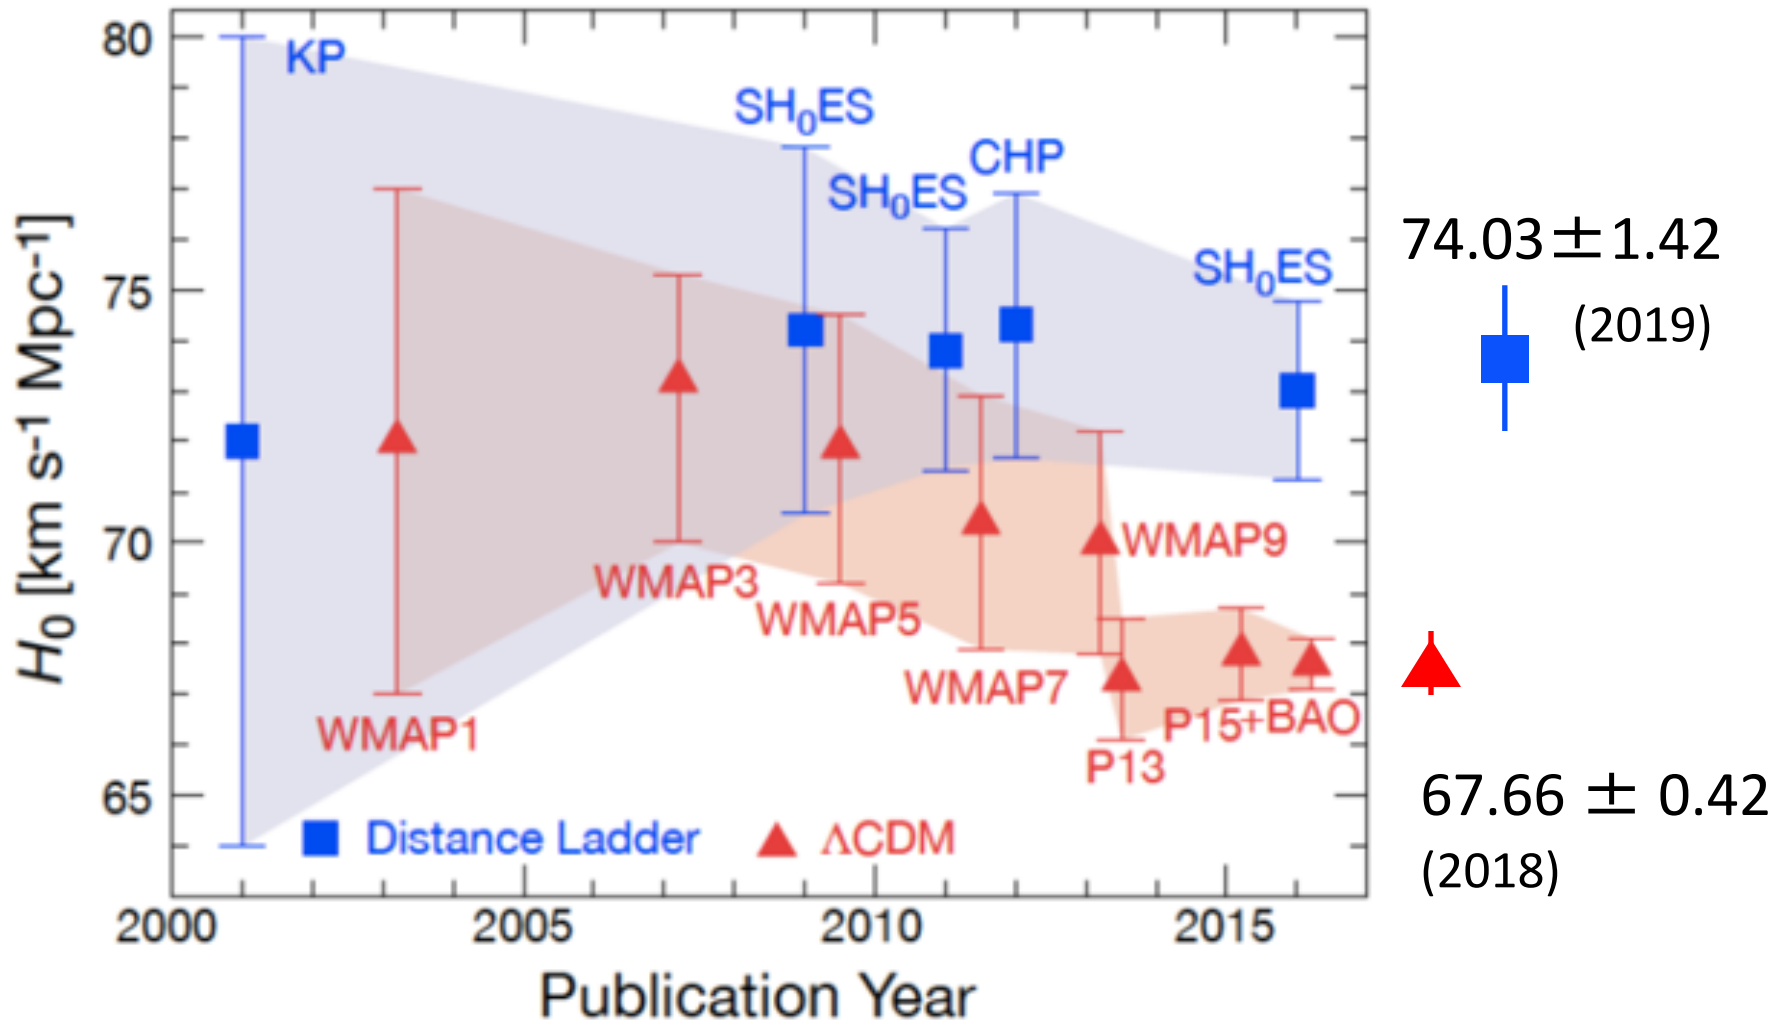 80
KP
SH₀ES
CHP
SH₀ES
74.03±1.42
75
SH₀ES
(2019)
H₀ [km s⁻¹ Mpc⁻¹]
70
WMAP9
WMAP3
WMAP5
WMAP7
WMAP1
P15+BAO
P13
65
67.66 ± 0.42
Distance Ladder
ΛCDM
(2018)
2000
2005
2010
2015
Publication Year